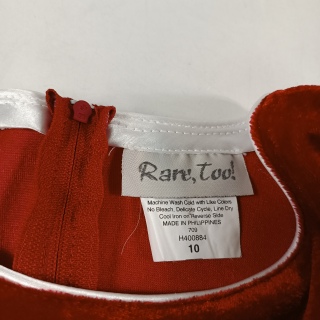 Rare, Too!
Machine Wash Cold with Like Colors
No Bleach, Delicate Cycle, Line Dry
Cool Iron on Reverse Side
MADE IN PHILIPPINES
709
H400884
10